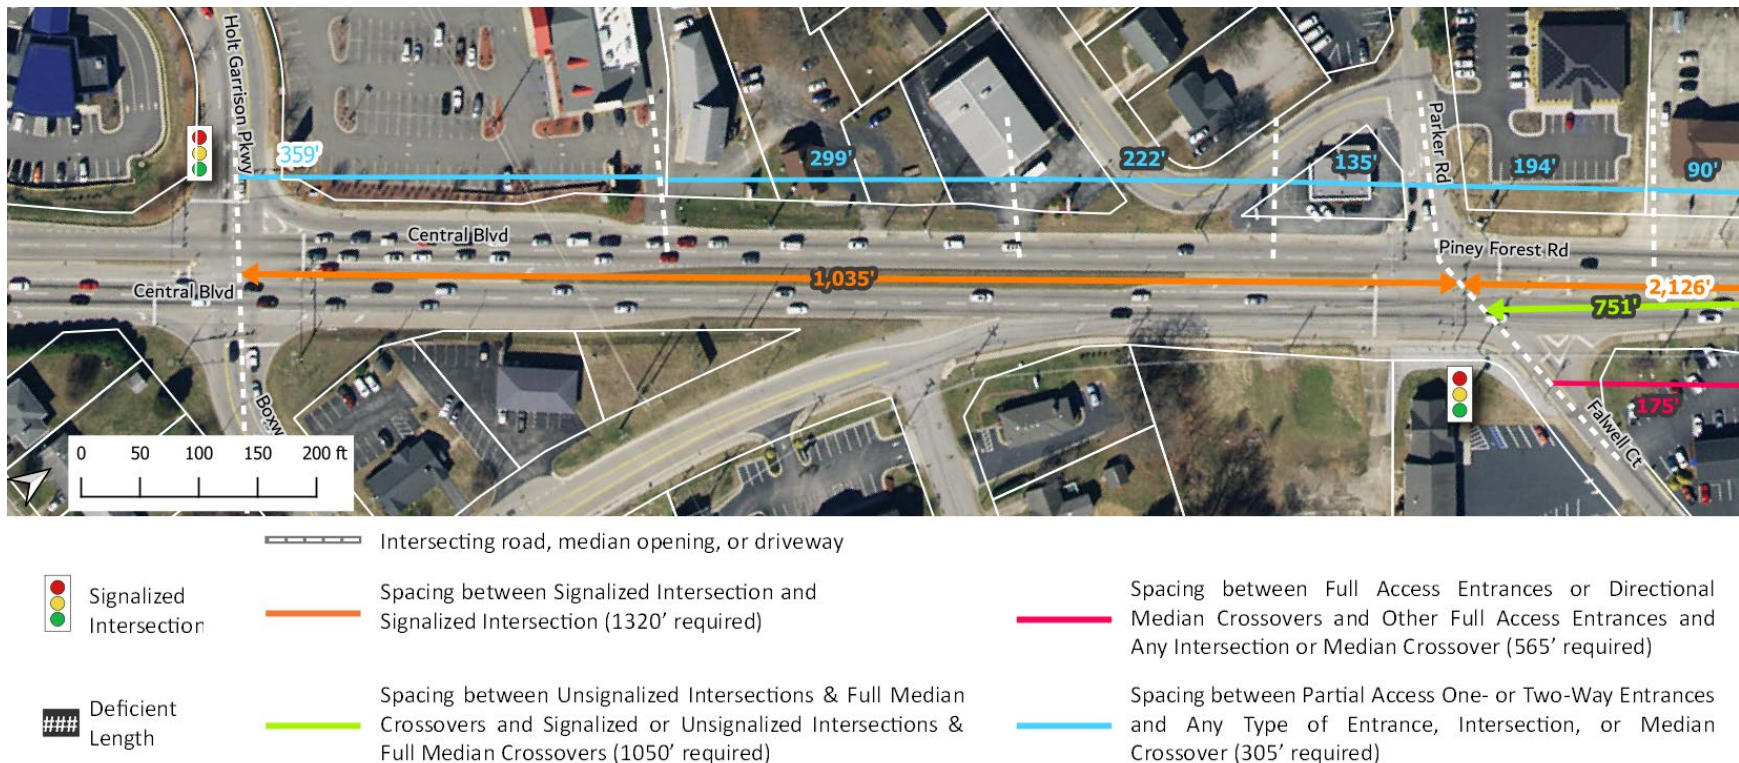 Holt Garrison Pkwy
359'
299'
222'
135'
Parker Rd
194'
90'
Central Blvd
Piney Forest Rd
1,035'
2,126'
Central Blvd
751'
175'
Boxw
Falwell Ct
0 50 100 150 200 ft
Intersecting road, median opening, or driveway
Signalized
Intersection
Spacing between Signalized Intersection and
Signalized Intersection (1320’ required)
Spacing between Full Access Entrances or Directional
Median Crossovers and Other Full Access Entrances and
Any Intersection or Median Crossover (565’ required)
###
Deficient
Length
Spacing between Unsignalized Intersections & Full Median
Crossovers and Signalized or Unsignalized Intersections &
Full Median Crossovers (1050’ required)
Spacing between Partial Access One- or Two-Way Entrances
and Any Type of Entrance, Intersection, or Median
Crossover (305’ required)